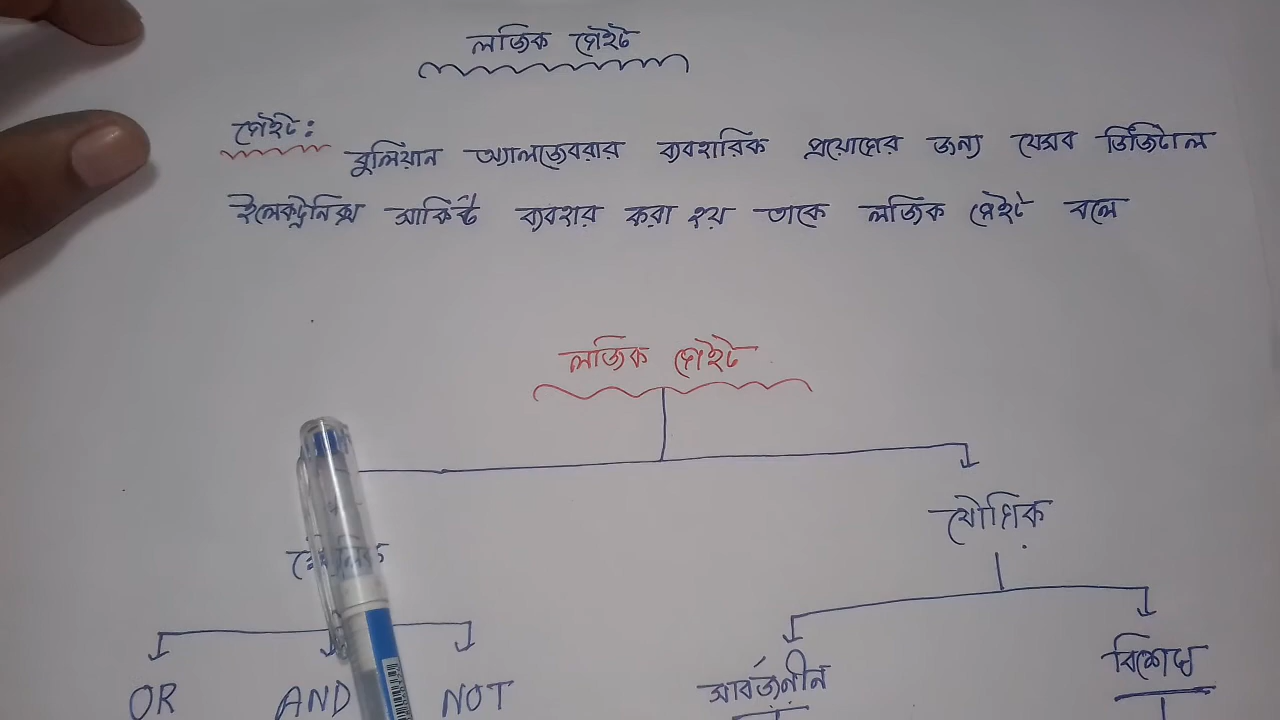 লজিক গেইট
গেইট:
বুলিয়ান অ্যালজেবরার ব্যবহারিক প্রয়োগের জন্য যেসব ডিজিটাল
ইলেকট্রনিক্স সার্কিট ব্যবহার করা হয় তাকে লজিক গেইট বলে
লজিক গেইট
যৌগিক
OR AND NOT
সার্বজনীন
বিশেষ